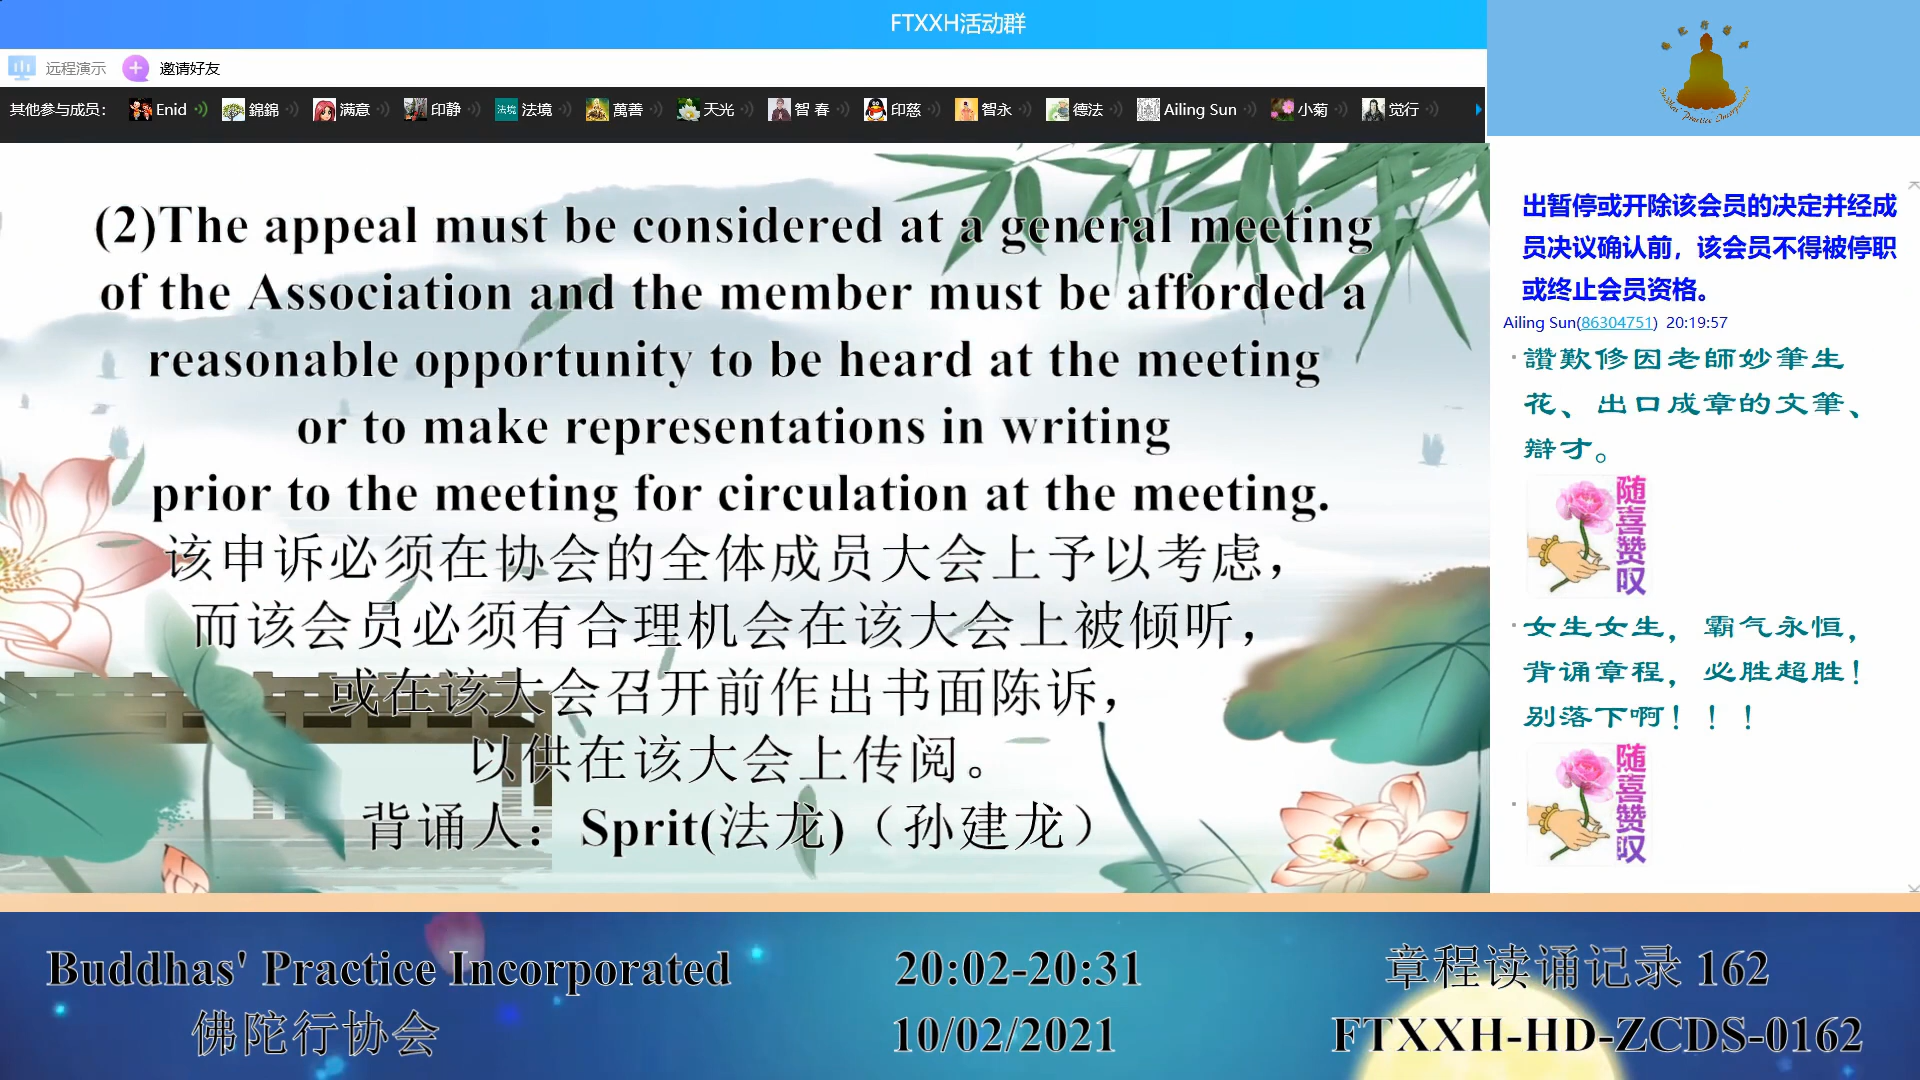 FTXXH活动群
远程演示 邀请好友
其他参与成员： Enid 錦錦 满意 印静 法境 法境 萬善 天光 智 春 印慈 智永 德法 Ailing Sun 小菊 觉行
(2)The appeal must be considered at a general meeting
of the Association and the member must be afforded a
reasonable opportunity to be heard at the meeting
or to make representations in writing
prior to the meeting for circulation at the meeting.
该申诉必须在协会的全体成员大会上予以考虑，
而该会员必须有合理机会在该大会上被倾听，
或在该大会召开前作出书面陈诉，
以供在该大会上传阅。
背诵人：Sprit(法龙)（孙建龙）
Buddhas' Practice Incorporated
出暂停或开除该会员的决定并经成
员决议确认前，该会员不得被停职
或终止会员资格。
Ailing Sun(86304751) 20:19:57
讚歎修因老師妙筆生
花、出口成章的文筆、
辯才。
随喜赞叹
女生女生，霸气永恒，
背诵章程，必胜超胜！
别落下啊！！！
随喜赞叹
Buddhas' Practice Incorporated
佛陀行协会
20:02-20:31
10/02/2021
章程读诵记录 162
FTXXH-HD-ZCDS-0162